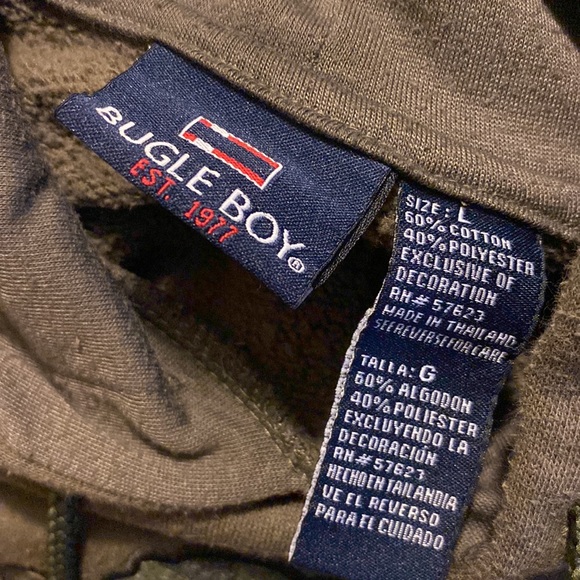 BUGLE BOY®
EST. 1977
SIZE: L
60% COTTON
40% POLYESTER
EXCLUSIVE OF
DECORATION
RN# 57623
MADE IN THAILAND
SEE REVERSE FOR CARE
TALLA: G
60% ALGODON
40% POLIESTER
EXCLUYENDO LA
DECORACIÓN
RN# 57623
HECHO EN TAILANDIA
VE EL REVERSO
PARA EL CUIDADO